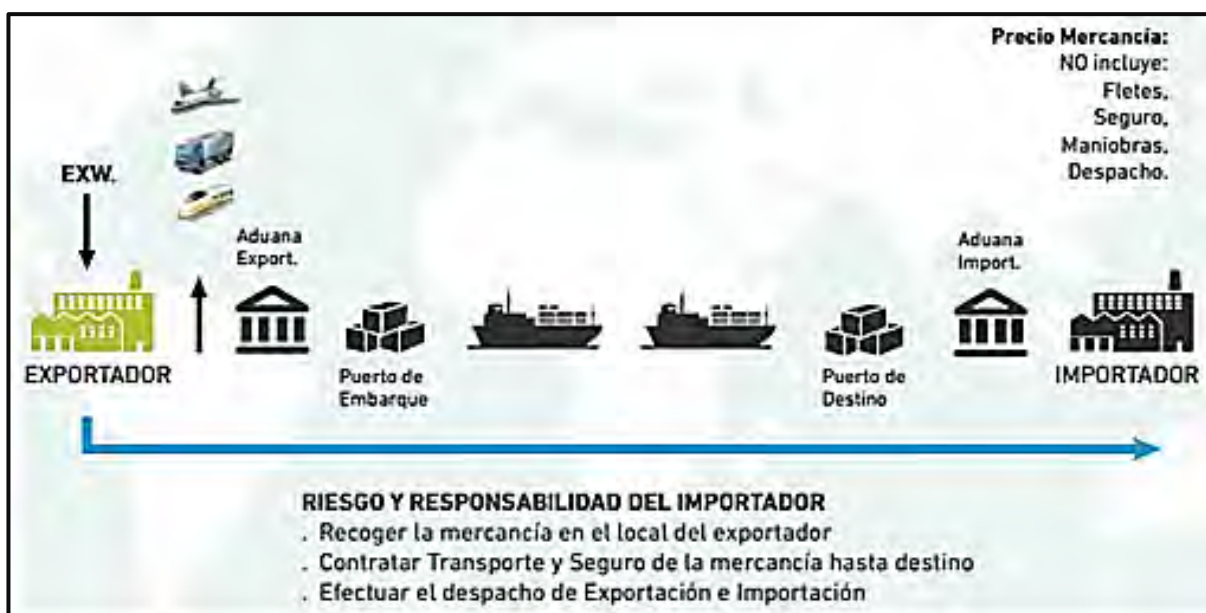 Precio Mercancía:
NO incluye:
Fletes,
Seguro,
Maniobras,
Despacho.
EXW.
Aduana
Export.
Aduana
Import.
EXPORTADOR
Puerto de
Embarque
Puerto de
Destino
IMPORTADOR
RIESGO Y RESPONSABILIDAD DEL IMPORTADOR
. Recoger la mercancía en el local del exportador
. Contratar Transporte y Seguro de la mercancía hasta destino
. Efectuar el despacho de Exportación e Importación